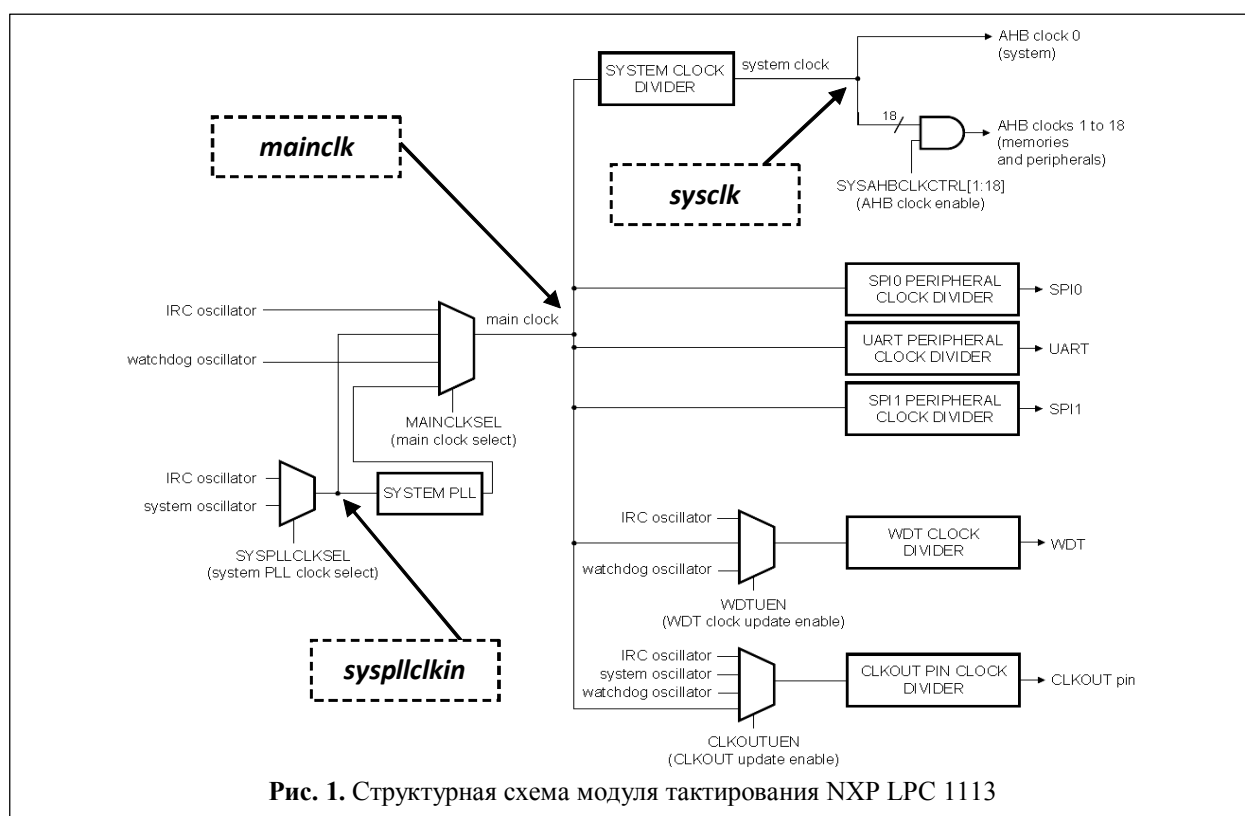 AHB clock 0
(system)
SYSTEM CLOCK
DIVIDER
system clock
18
AHB clocks 1 to 18
(memories
and peripherals)
mainclk
sysclk
SYSAHBCLKCTRL[1:18]
(AHB clock enable)
SPI0 PERIPHERAL
CLOCK DIVIDER
SPI0
IRC oscillator
main clock
watchdog oscillator
UART PERIPHERAL
CLOCK DIVIDER
UART
SPI1 PERIPHERAL
CLOCK DIVIDER
SPI1
MAINCLKSEL
(main clock select)
IRC oscillator
system oscillator
SYSTEM PLL
SYSPLLCLKSEL
(system PLL clock select)
IRC oscillator
watchdog oscillator
WDT CLOCK
DIVIDER
WDT
WDTUEN
(WDT clock update enable)
syspllclkin
IRC oscillator
system oscillator
watchdog oscillator
CLKOUT PIN CLOCK
DIVIDER
CLKOUT pin
CLKOUTUEN
(CLKOUT update enable)
Рис. 1. Структурная схема модуля тактирования NXP LPC 1113